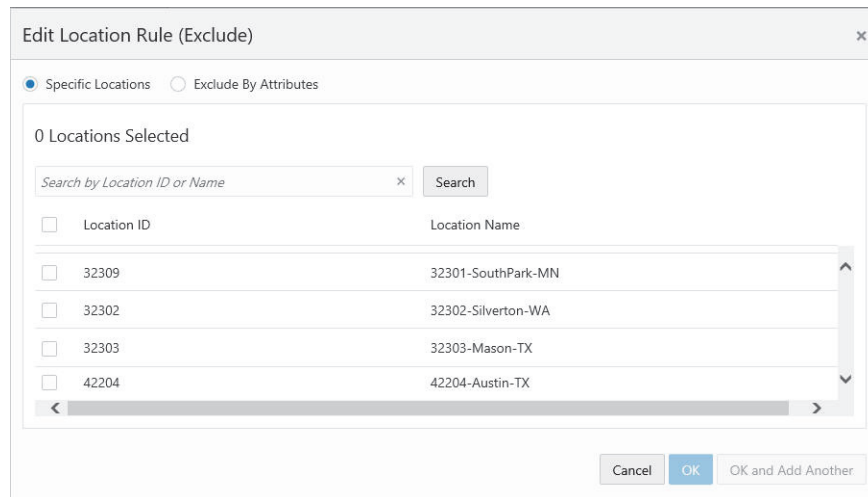 Edit Location Rule (Exclude) ×
Specific Locations Exclude By Attributes
0 Locations Selected
Search by Location ID or Name × Search
Location ID Location Name
32309 32301-SouthPark-MN
32302 32302-Silverton-WA
32303 32303-Mason-TX
42204 42204-Austin-TX
Cancel OK OK and Add Another